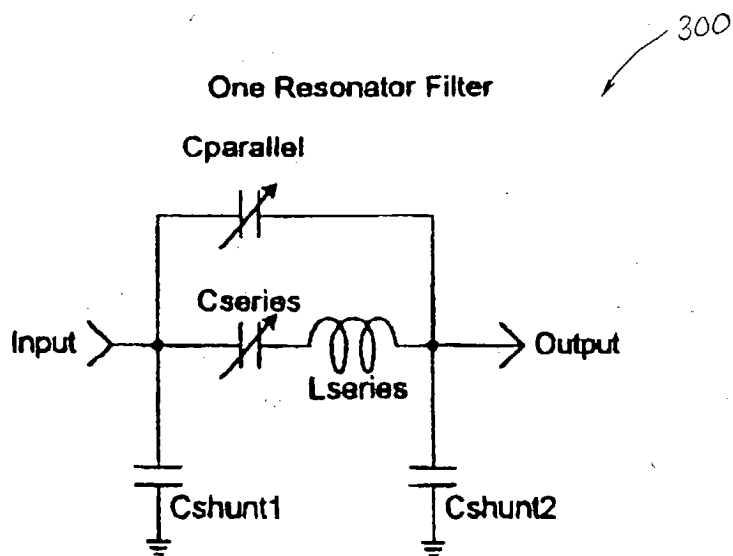 300
One Resonator Filter
Cparallel
Cseries
Input
Output
Lseries
Cshunt1
Cshunt2